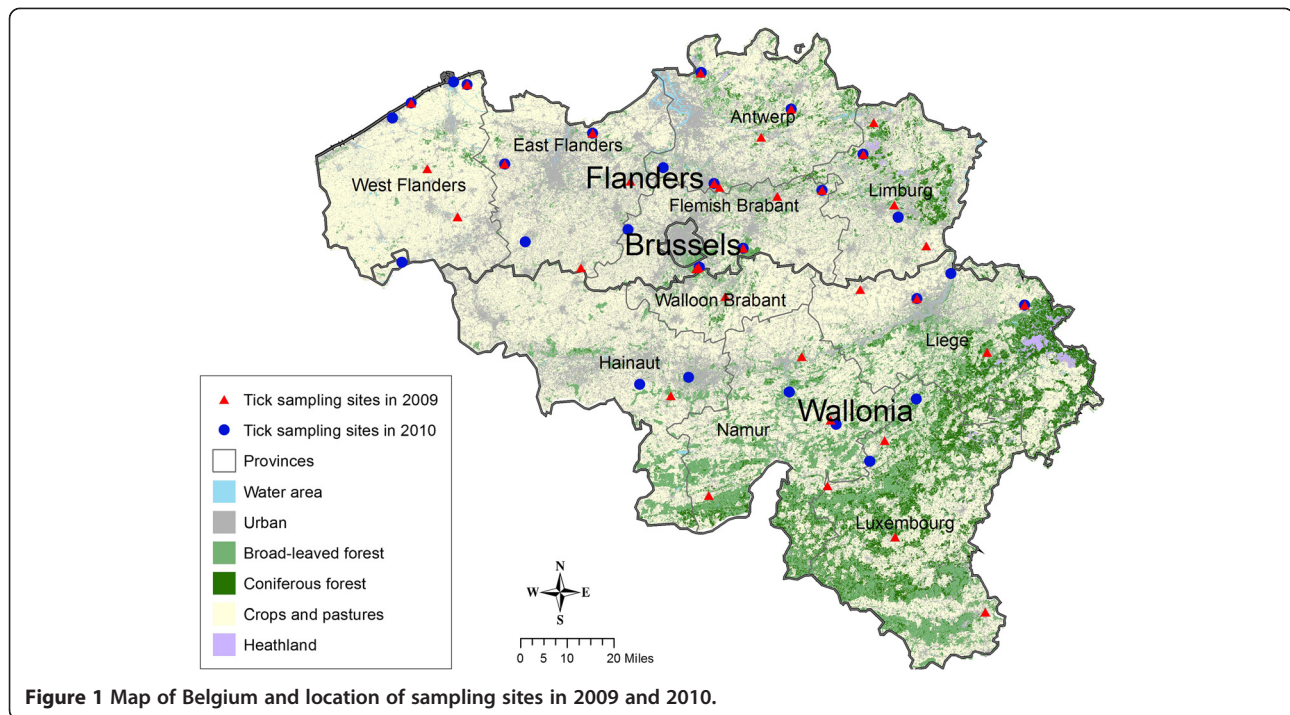 Antwerp
East Flanders
West Flanders
Flanders
Limburg
Flemish Brabant
Brussels
Walloon Brabant
Liege
Hainaut
Wallonia
Namur
Luxembourg
Tick sampling sites in 2009
Tick sampling sites in 2010
Provinces
Water area
Urban
Broad-leaved forest
Coniferous forest
Crops and pastures
Heathland
N
W E
S
0 5 10 20 Miles
Figure 1 Map of Belgium and location of sampling sites in 2009 and 2010.